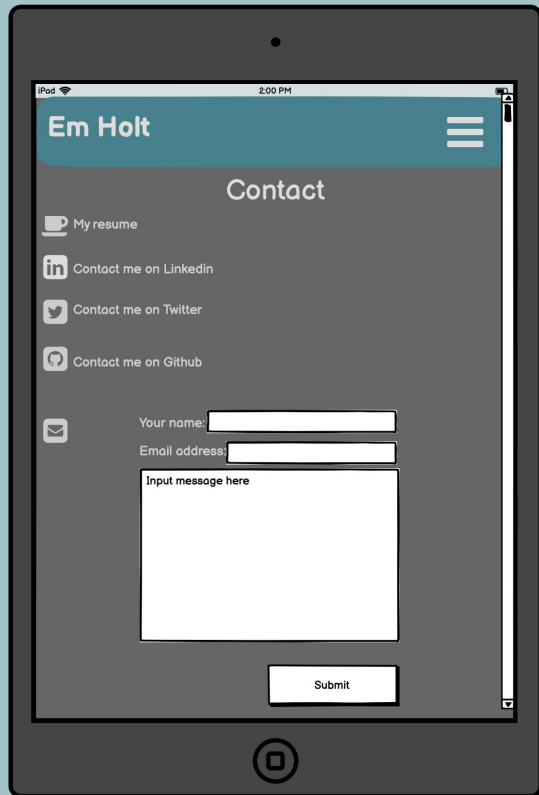 iPad 2:00 PM
Em Holt
Contact
My resume
in Contact me on Linkedin
Contact me on Twitter
Contact me on Github
Your name:
Email address:
Input message here
Submit